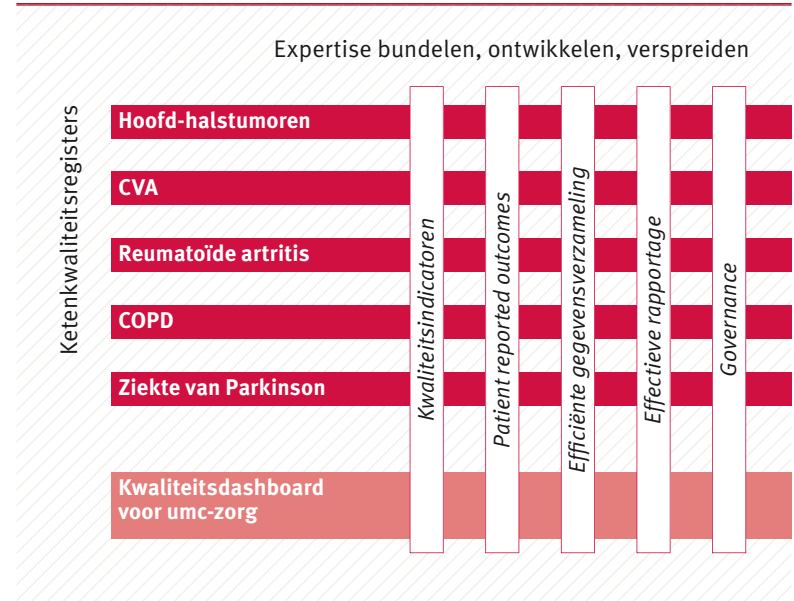 Expertise bundelen, ontwikkelen, verspreiden
Ketenkwaliteitsregisters
Hoofd-halstumoren
CVA
Reumatoïde artritis
COPD
Ziekte van Parkinson
Kwaliteitsdashboard
voor umc-zorg
Kwaliteitsindicatoren
Patient reported outcomes
Efficiënte gegevensverzameling
Effectieve rapportage
Governance